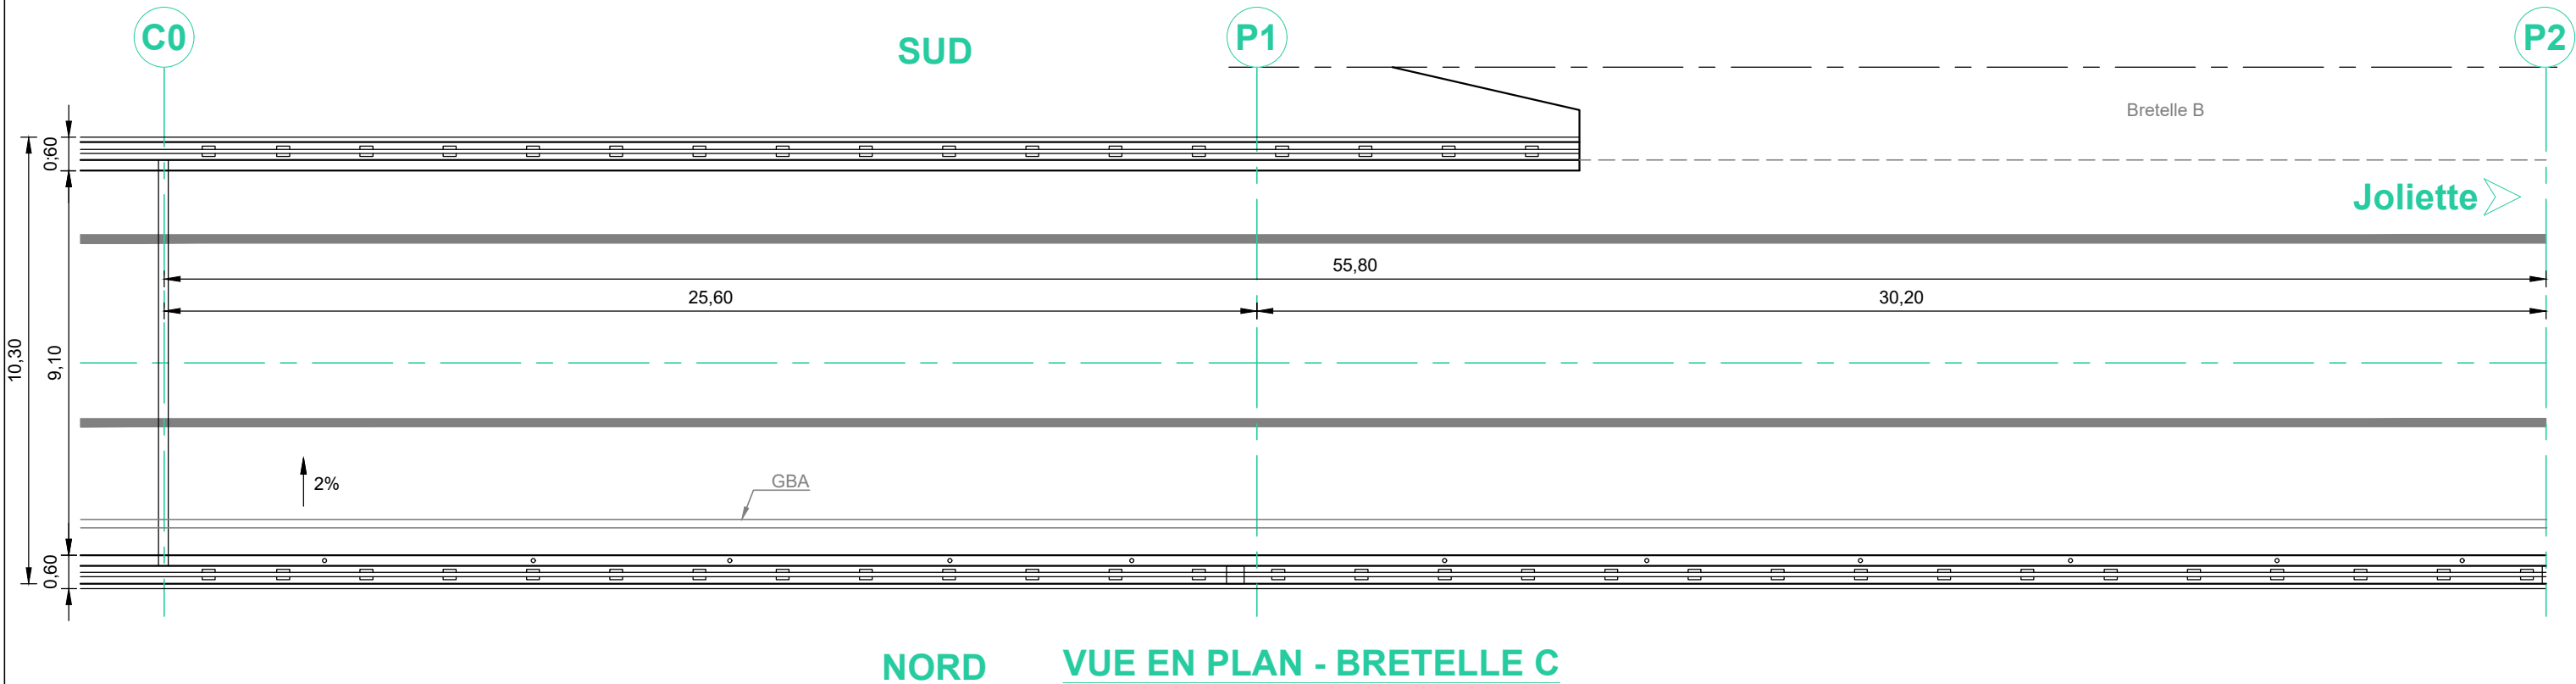 C0
SUD
P1
P2
Bretelle B
0,60
Joliette
55,80
25,60
30,20
10,30
9,10
2%
GBA
0,60
NORD
VUE EN PLAN - BRETELLE C